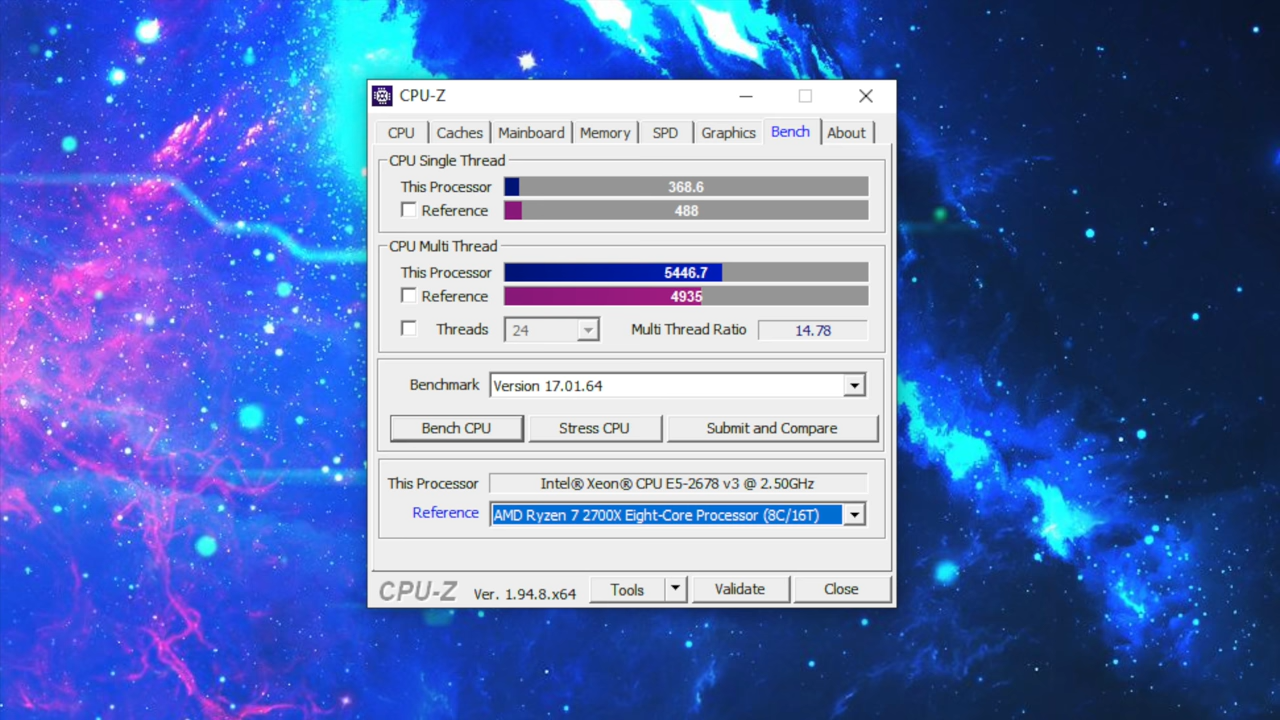 CPU-Z
CPU Caches Mainboard Memory SPD Graphics Bench About
CPU Single Thread
This Processor 368.6
Reference 488
CPU Multi Thread
This Processor 5446.7
Reference 4935
Threads 24 Multi Thread Ratio 14.78
Benchmark Version 17.01.64
Bench CPU Stress CPU Submit and Compare
This Processor Intel® Xeon® CPU E5-2678 v3 @ 2.50GHz
Reference AMD Ryzen 7 2700X Eight-Core Processor (8C/16T)
CPU-Z Ver. 1.94.8.x64 Tools Validate Close